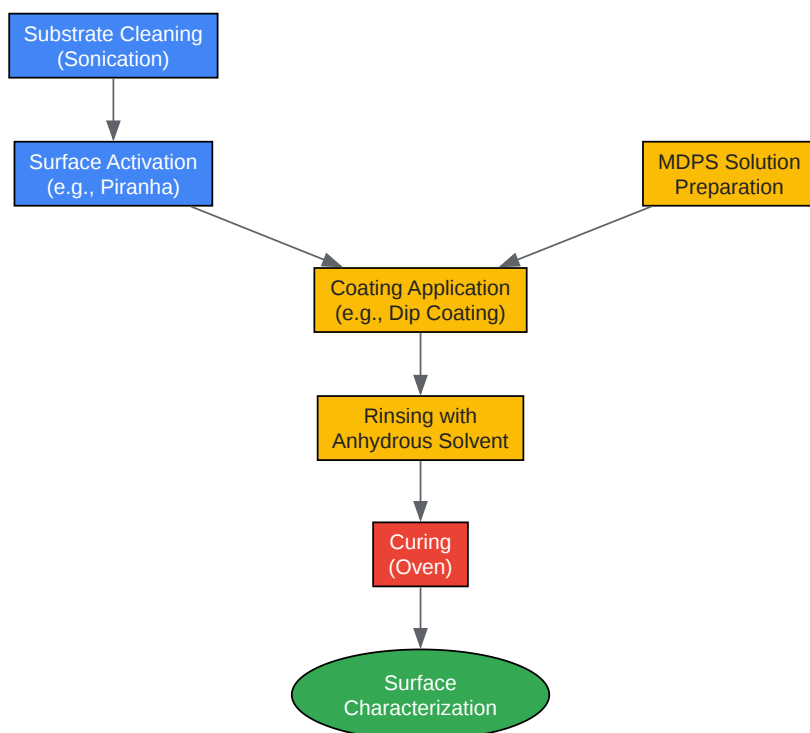 Substrate Cleaning
(Sonication)
Surface Activation
(e.g., Piranha)
MDPS Solution
Preparation
Coating Application
(e.g., Dip Coating)
Rinsing with
Anhydrous Solvent
Curing
(Oven)
Surface
Characterization